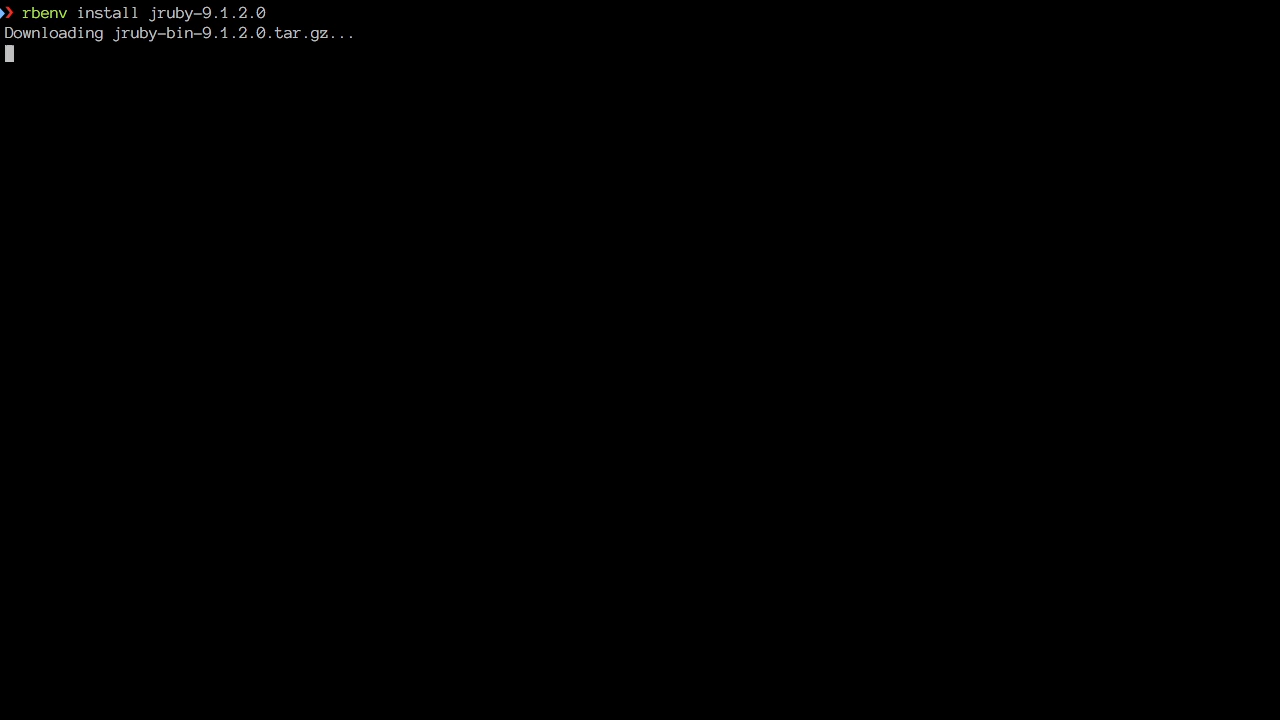 ❯ rbenv install jruby-9.1.2.0
Downloading jruby-bin-9.1.2.0.tar.gz...